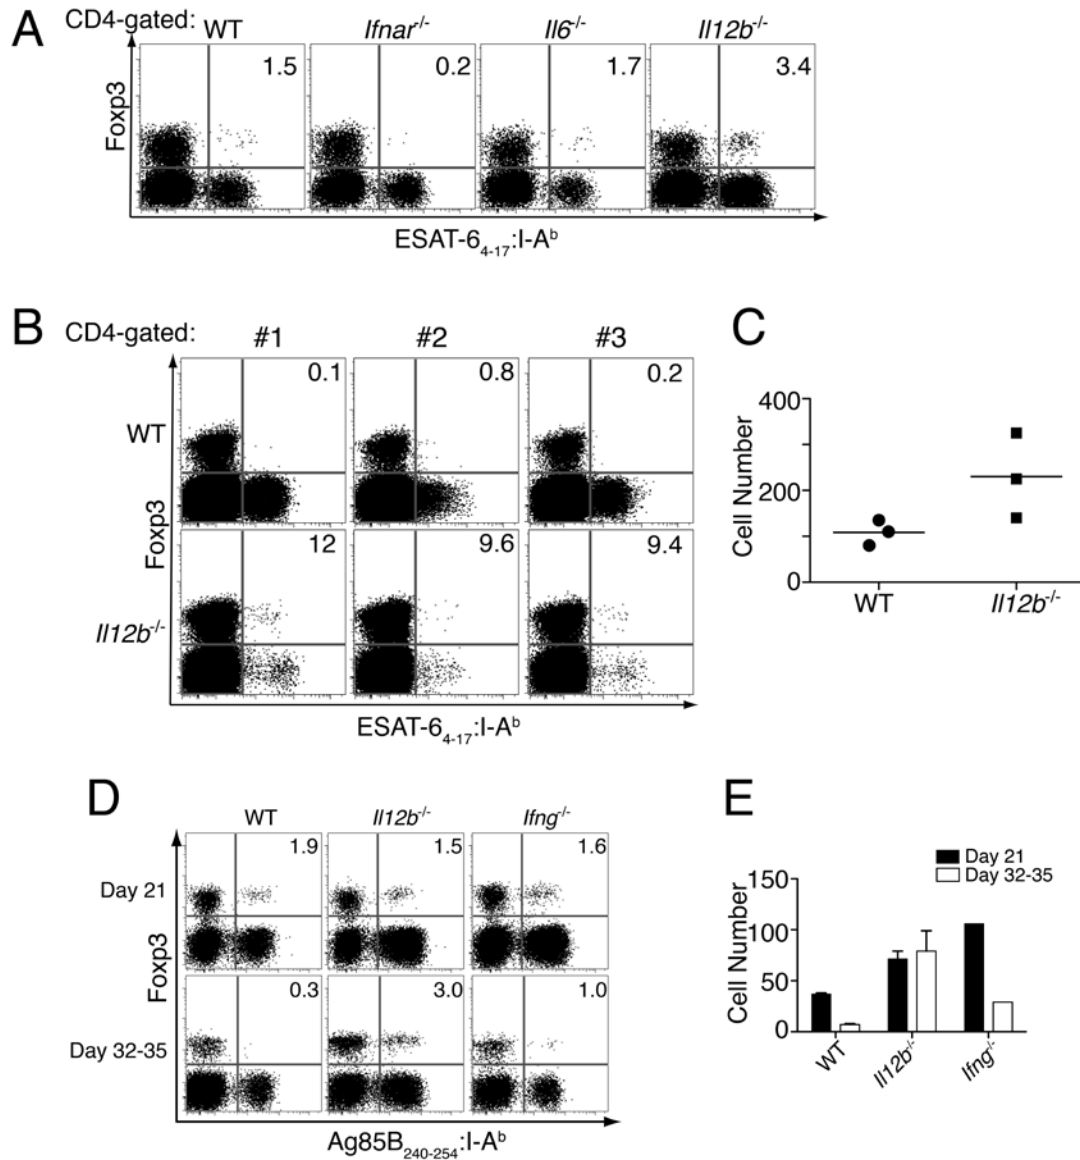 A
CD4-gated: WT Ifnar-/- Il6-/- Il12b-/-
1.5 0.2 1.7 3.4
Foxp3
ESAT-64-17:I-Ab
B
CD4-gated: #1 #2 #3
0.1 0.8 0.2
WT
Foxp3
12 9.6 9.4
Il12b-/-
ESAT-64-17:I-Ab
C
400
200
0
Cell Number
WT Il12b-/-
D
WT Il12b-/- Ifng-/-
1.9 1.5 1.6
Day 21
Foxp3
0.3 3.0 1.0
Day 32-35
Ag85B240-254:I-Ab
E
Day 21
Day 32-35
150
100
50
0
Cell Number
WT Il12b-/- Ifng-/-